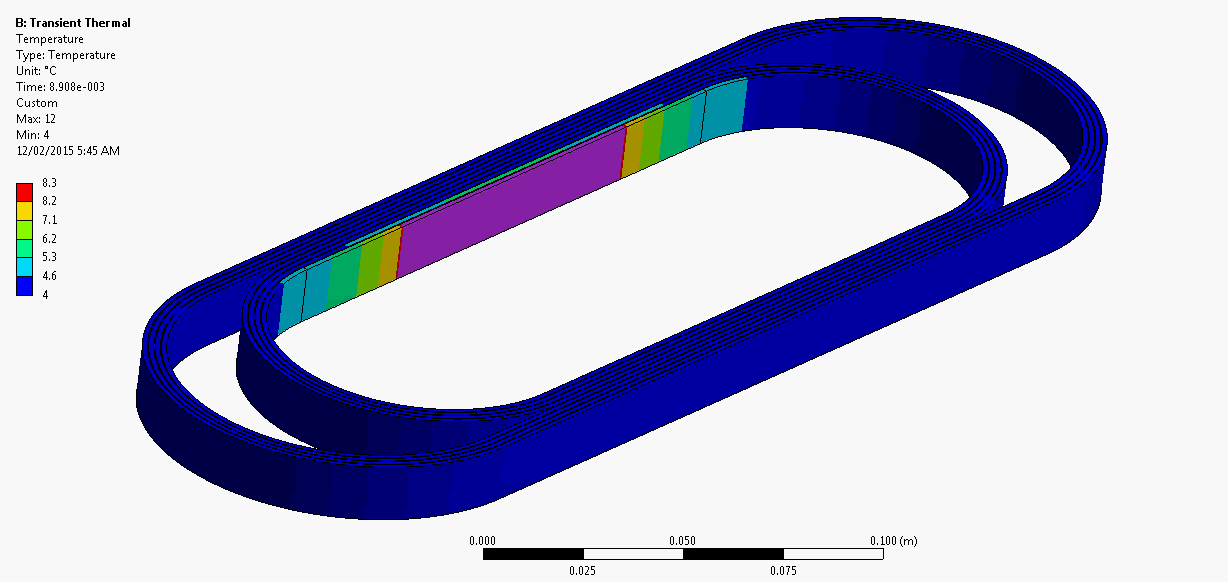 B: Transient Thermal
Temperature
Type: Temperature
Unit: °C
Time: 8.908e-003
Custom
Max: 12
Min: 4
12/02/2015 5:45 AM
8.3
8.2
7.1
6.2
5.3
4.6
4
0.000 0.050 0.100 (m)
0.025 0.075